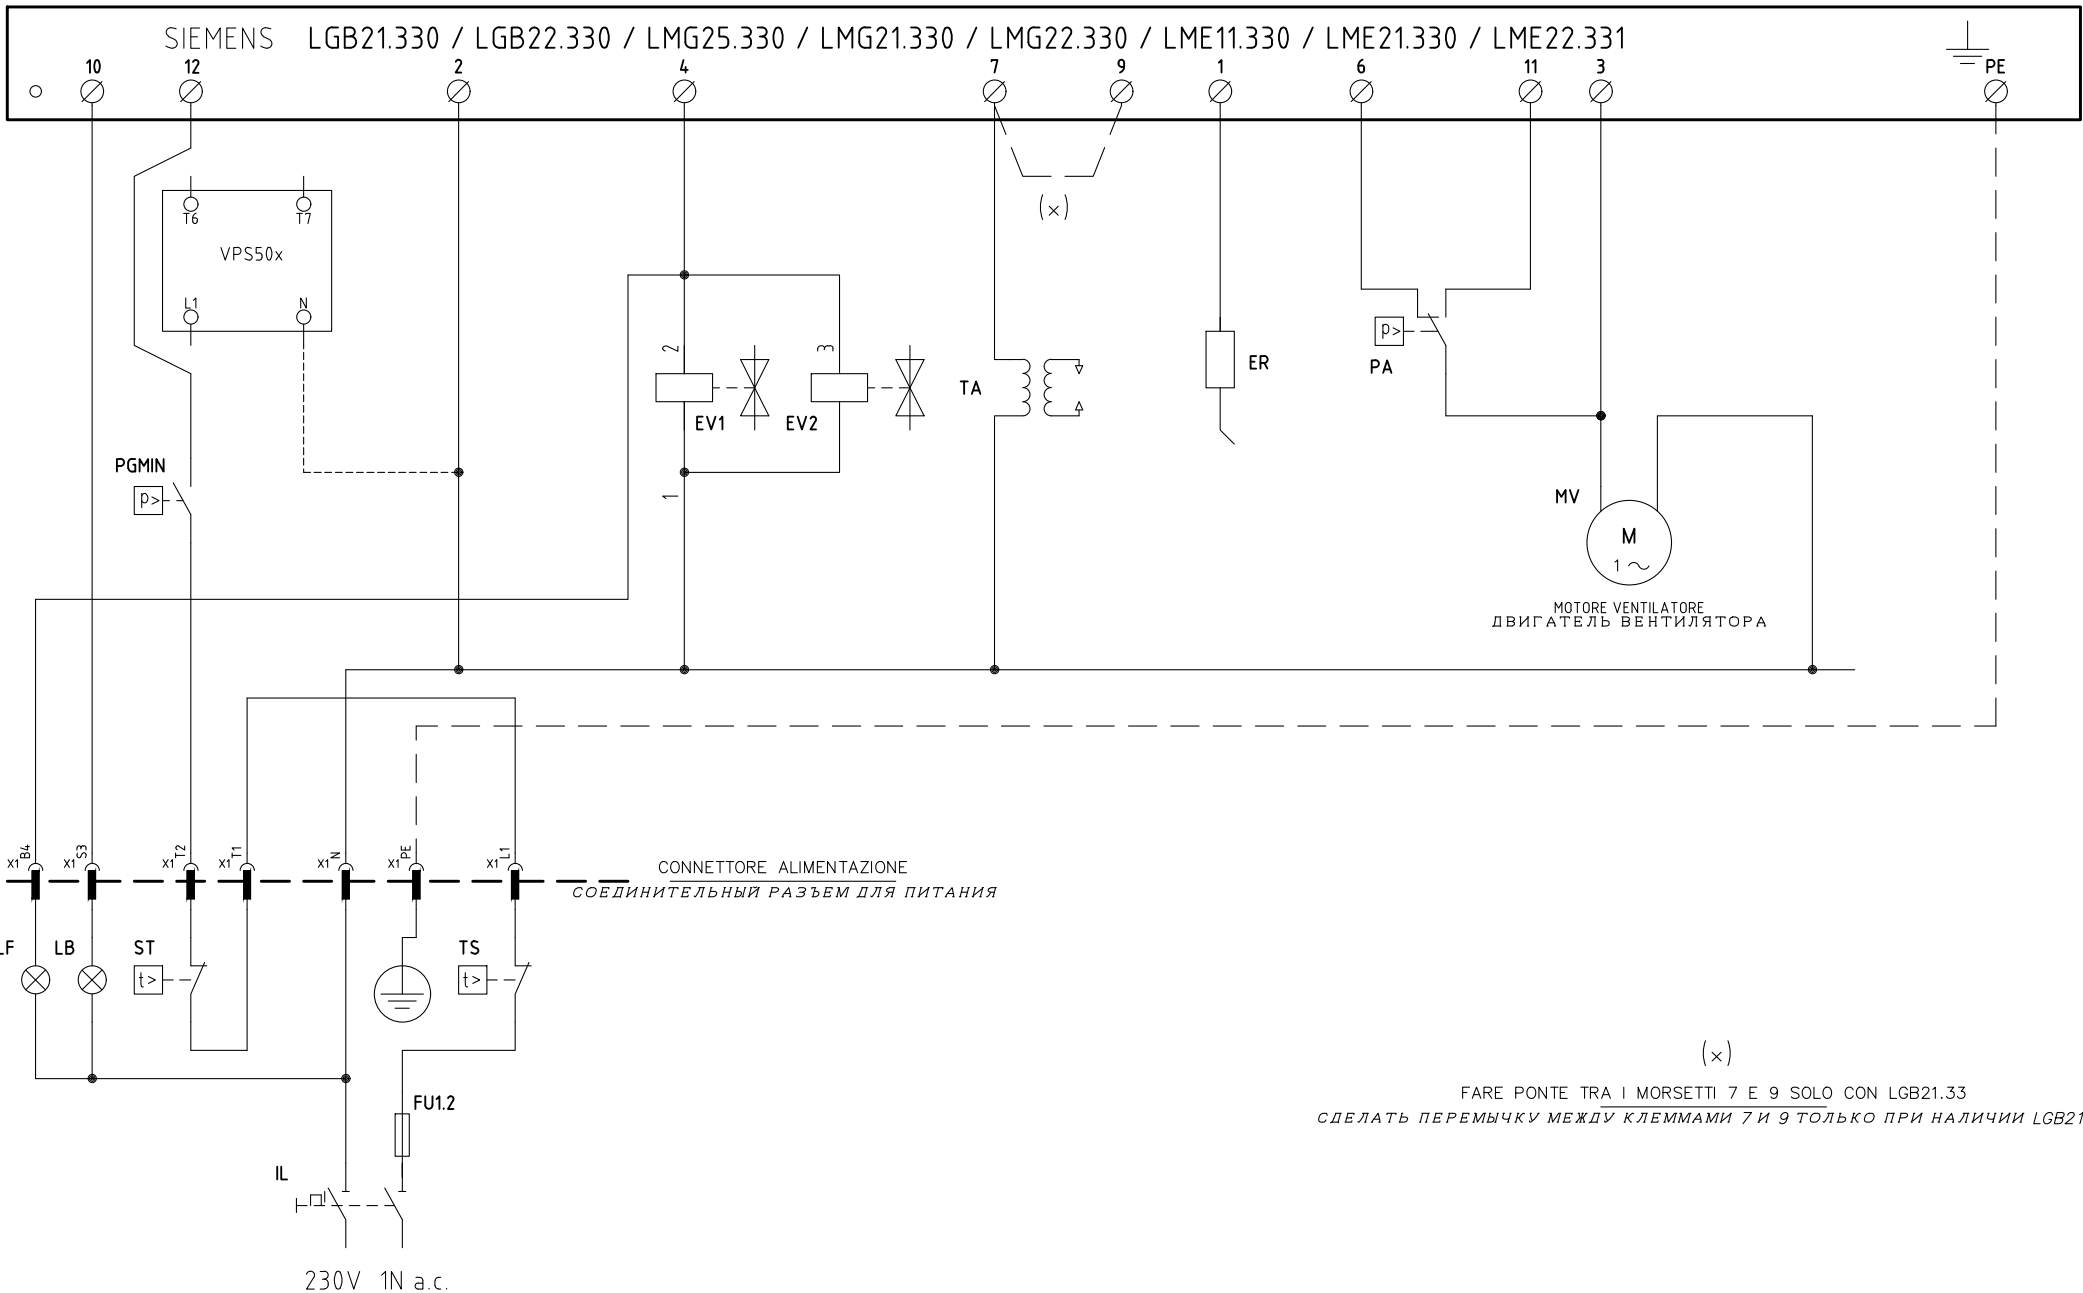 SIEMENS LGB21.330 / LGB22.330 / LMG25.330 / LMG21.330 / LMG22.330 / LME11.330 / LME21.330 / LME22.331
10 12 2 4 7 9 1 6 11 3 PE
(x)
T6 T7
VPS50x
L1 N
2 3
p>
PA
ER
TA
EV1 EV2
PGMIN
p>
1
MV
M
1~
MOTORE VENTILATORE
ДВИГАТЕЛЬ ВЕНТИЛЯТОРА
X1 B4 X1 S3 X1 T2 X1 T1 X1 N X1 PE X1 L1
CONNETTORE ALIMENTAZIONE
СОЕДИНИТЕЛЬНЫЙ РАЗЪЕМ ДЛЯ ПИТАНИЯ
LF LB ST TS
t> t>
(x)
FARE PONTE TRA I MORSETTI 7 E 9 SOLO CON LGB21.33
СДЕЛАТЬ ПЕРЕМЫЧКУ МЕЖДУ КЛЕММАМИ 7 И 9 ТОЛЬКО ПРИ НАЛИЧИИ LGB21
FU1.2
IL
230V 1N a.c.